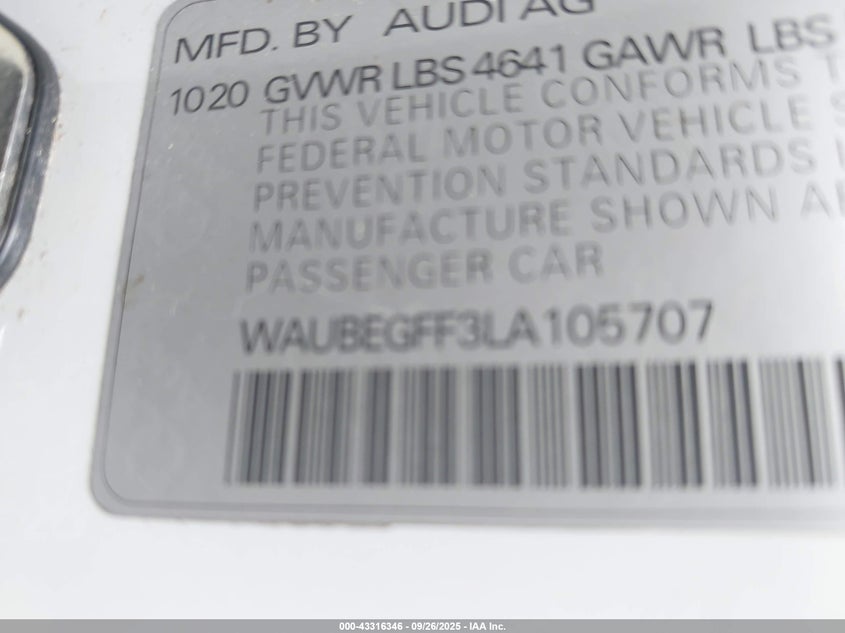 MFD. BY AUDI AG
1020 GVWR LBS 4641 GAWR LBS
THIS VEHICLE CONFORMS
FEDERAL MOTOR VEHICLE
PREVENTION STANDARDS
MANUFACTURE SHOWN
PASSENGER CAR
WAUBEGFF3LA105707
000-43316346 | 09/26/2025 | IAA Inc.